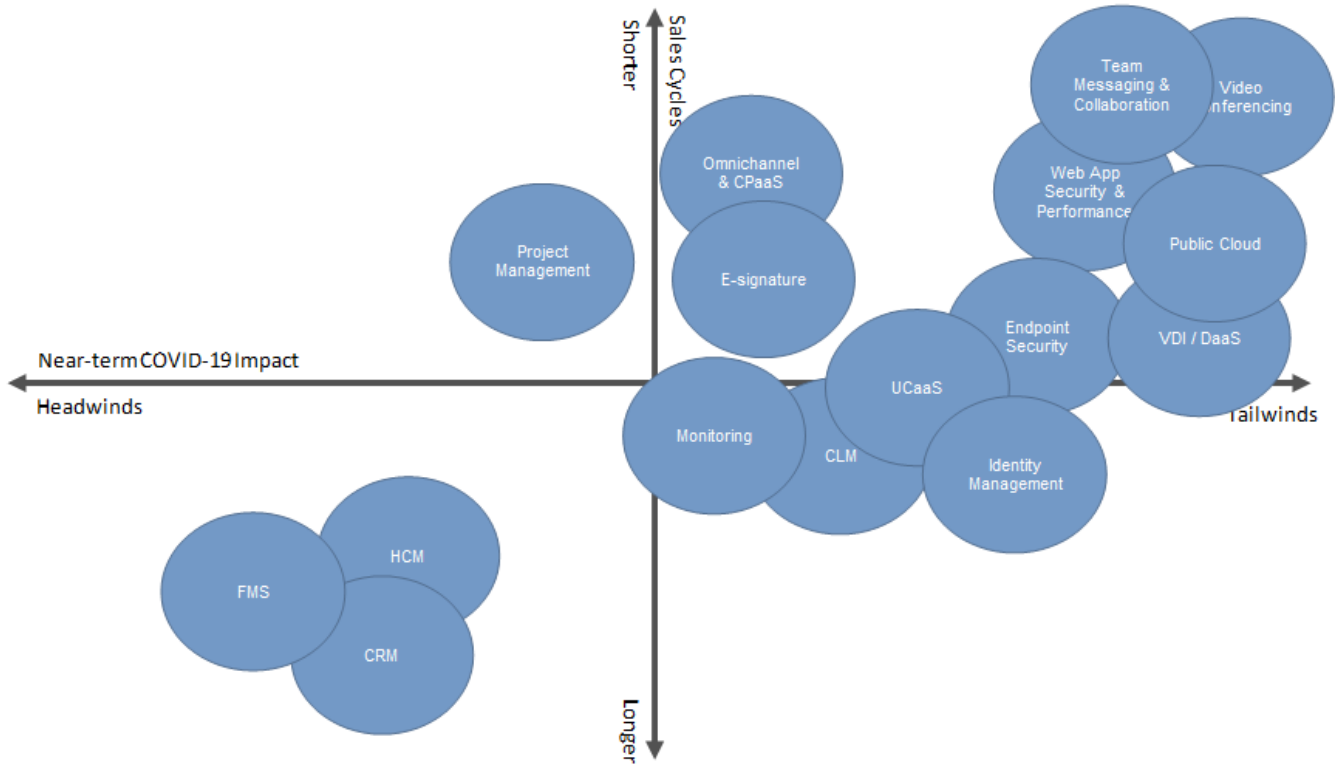 Shorter
Sales Cycles
Team
Messaging &
Collaboration
Video
onferencing
Omnichannel
& CPaaS
Web App
Security &
Performance
Project
Management
E-signature
Public Cloud
Endpoint
Security
VDI / DaaS
Near-term COVID-19 Impact
Headwinds
UCaaS
Tailwinds
Monitoring
CLM
Identity
Management
HCM
FMS
CRM
Longer